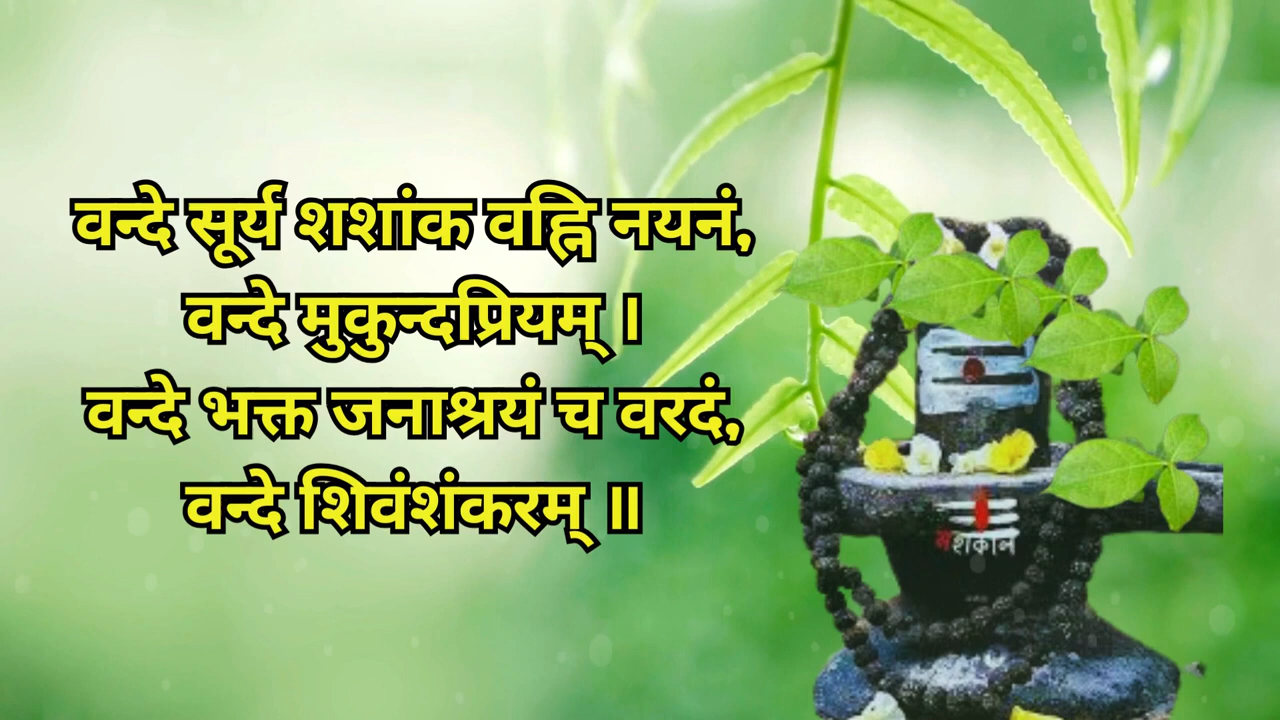 वन्दे सूर्य शशांक वह्नि नयनं,
वन्दे मुकुन्दप्रियम् ।
वन्दे भक्त जनाश्रयं च वरदं,
वन्दे शिवंशंकरम् ॥